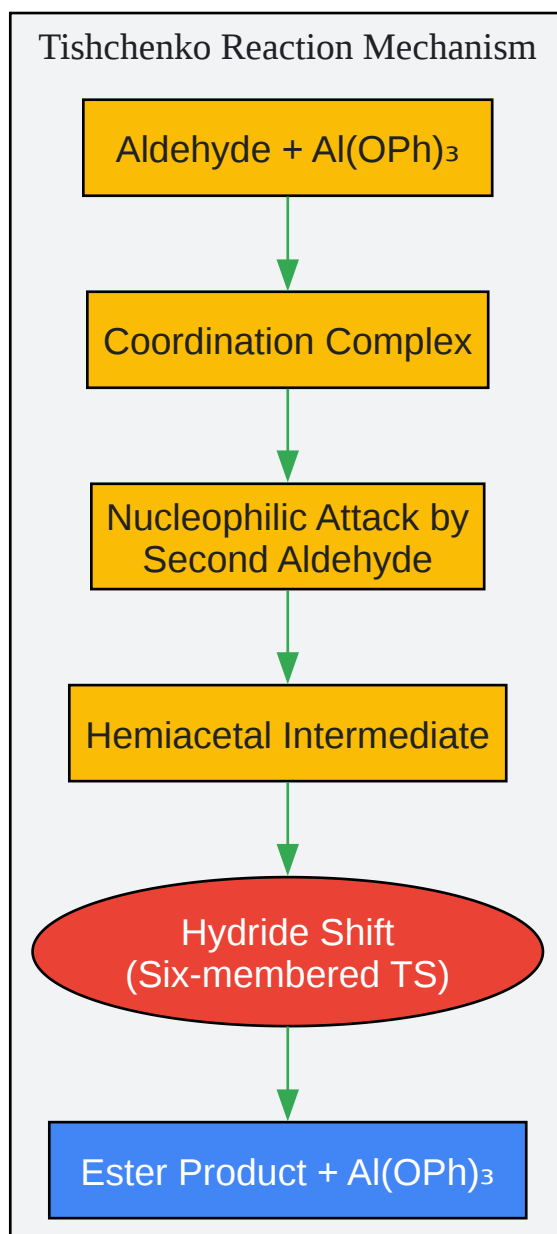 Tishchenko Reaction Mechanism
Aldehyde + Al(OPh)₃
Coordination Complex
Nucleophilic Attack by
Second Aldehyde
Hemiacetal Intermediate
Hydride Shift
(Six-membered TS)
Ester Product + Al(OPh)₃